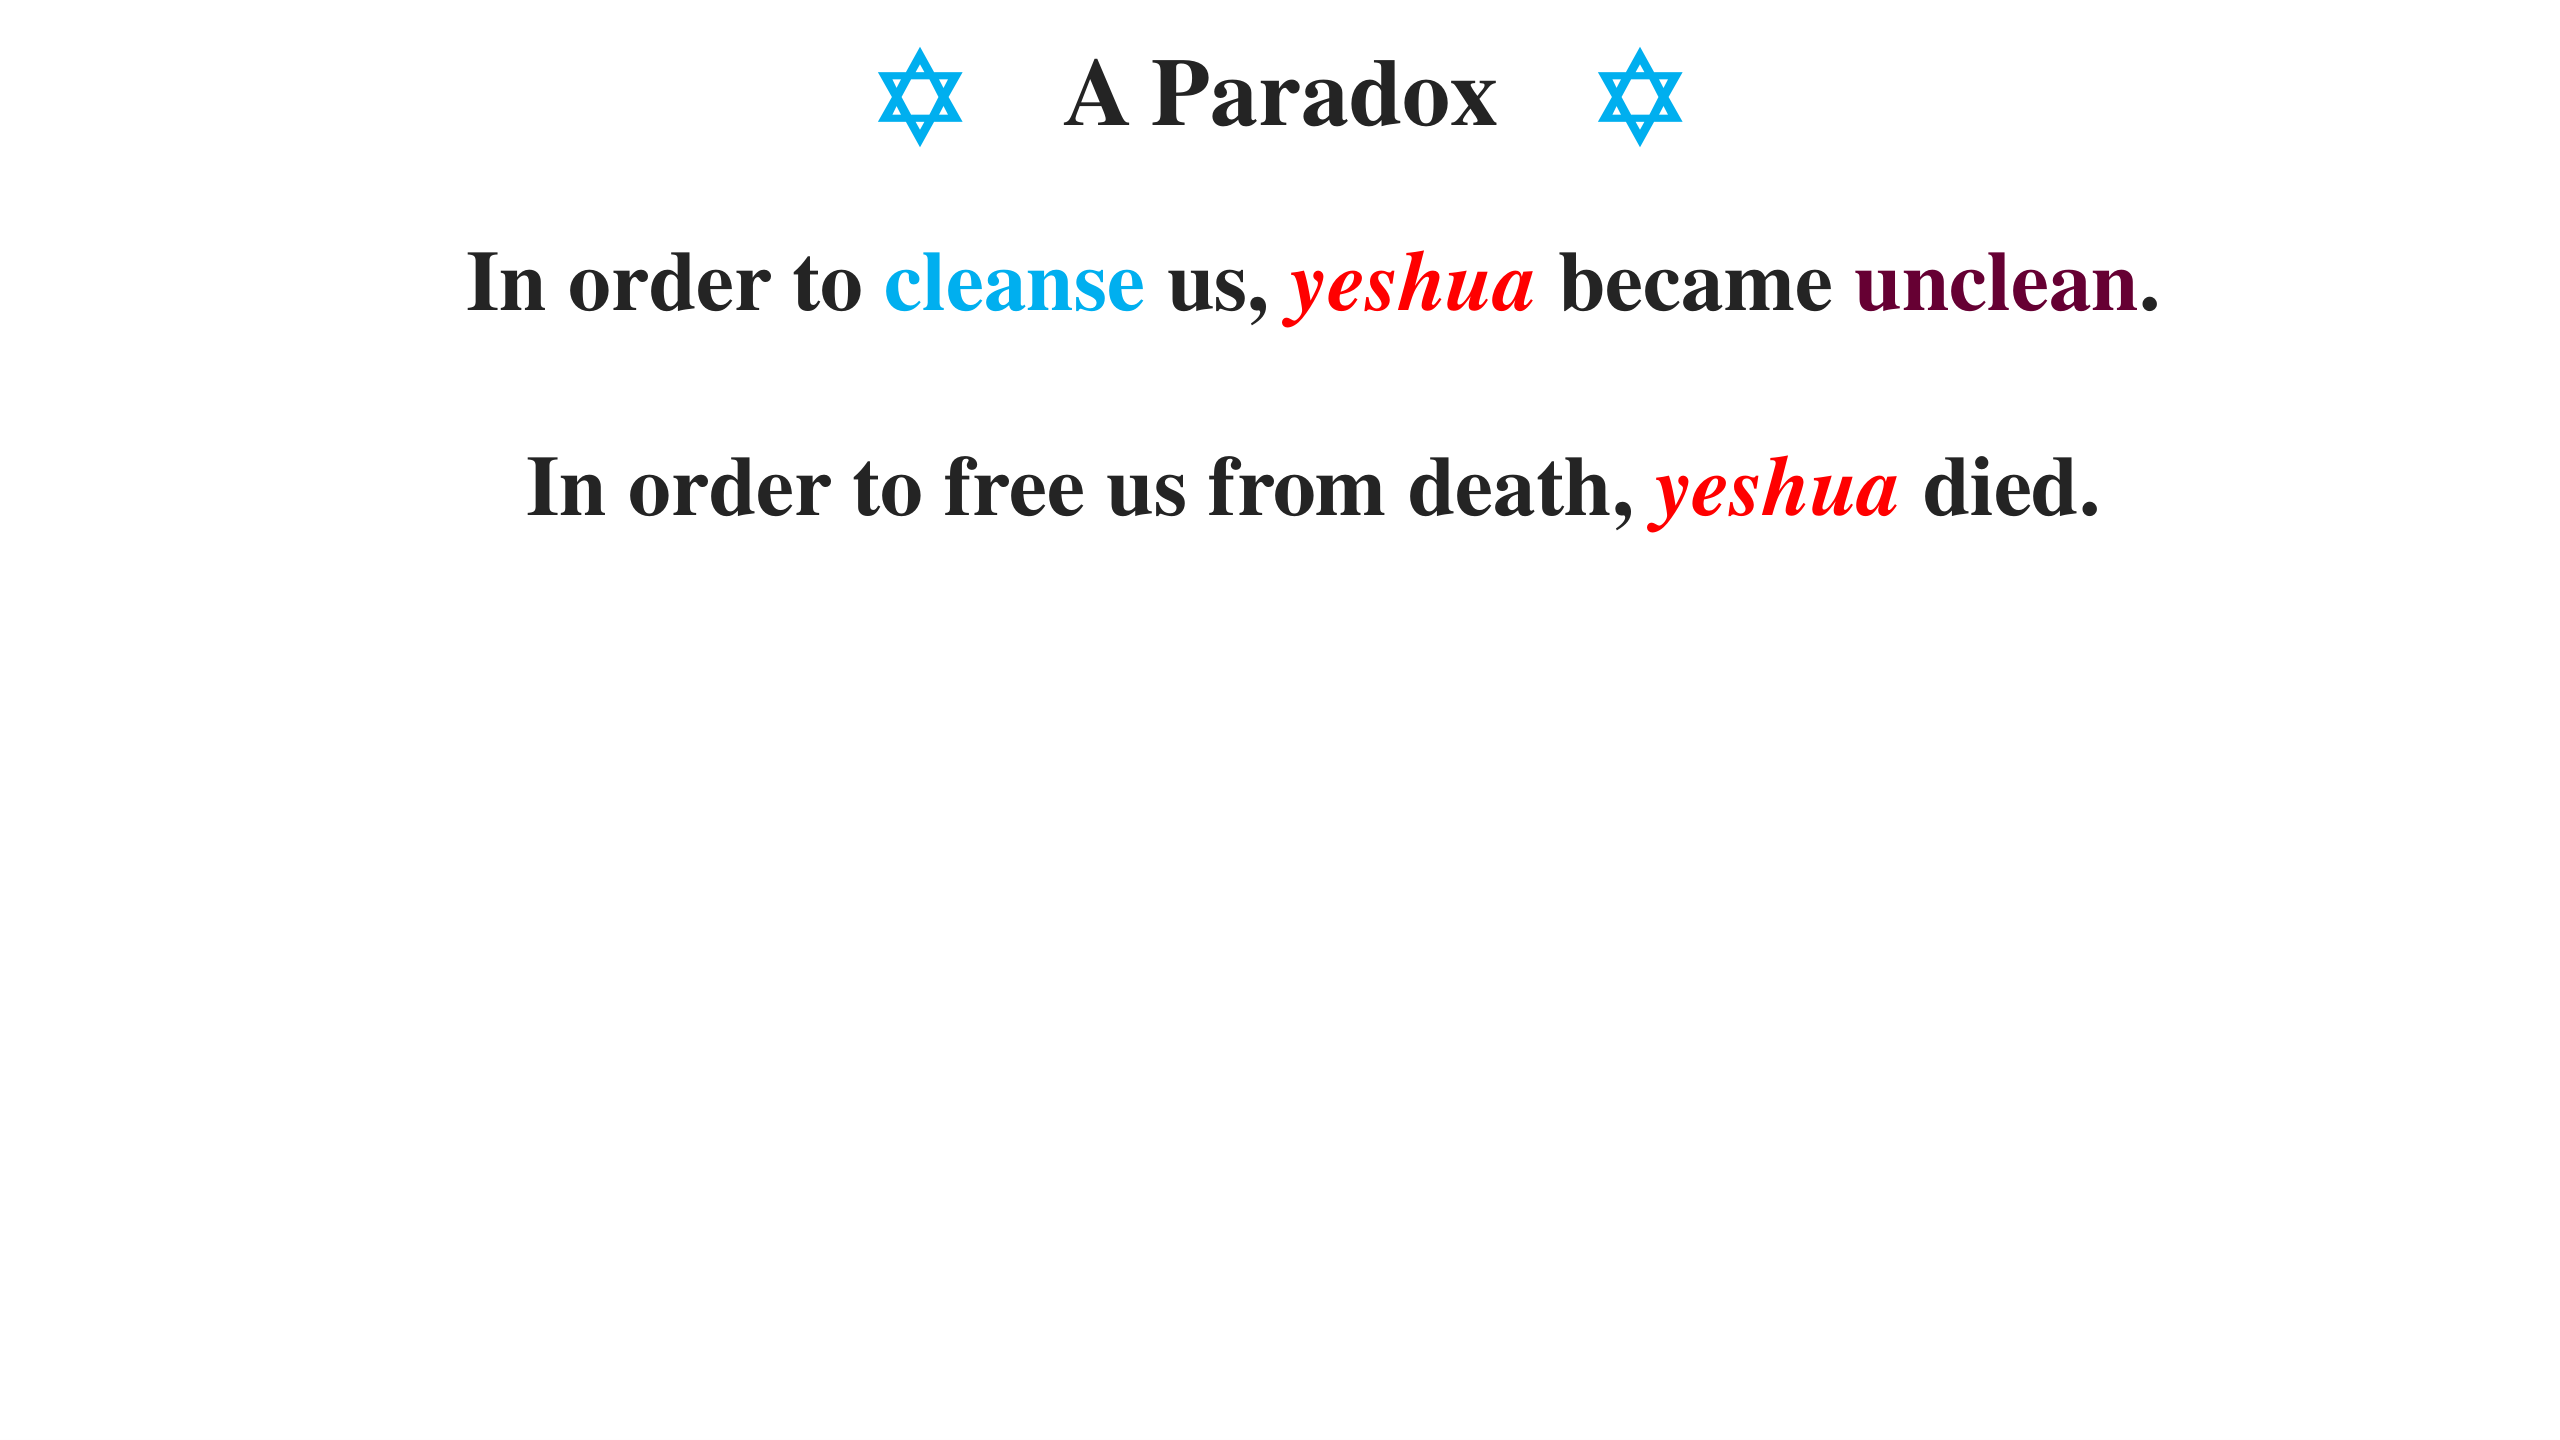 ✡ A Paradox ✡
In order to cleanse us, yeshua became unclean.
In order to free us from death, yeshua died.